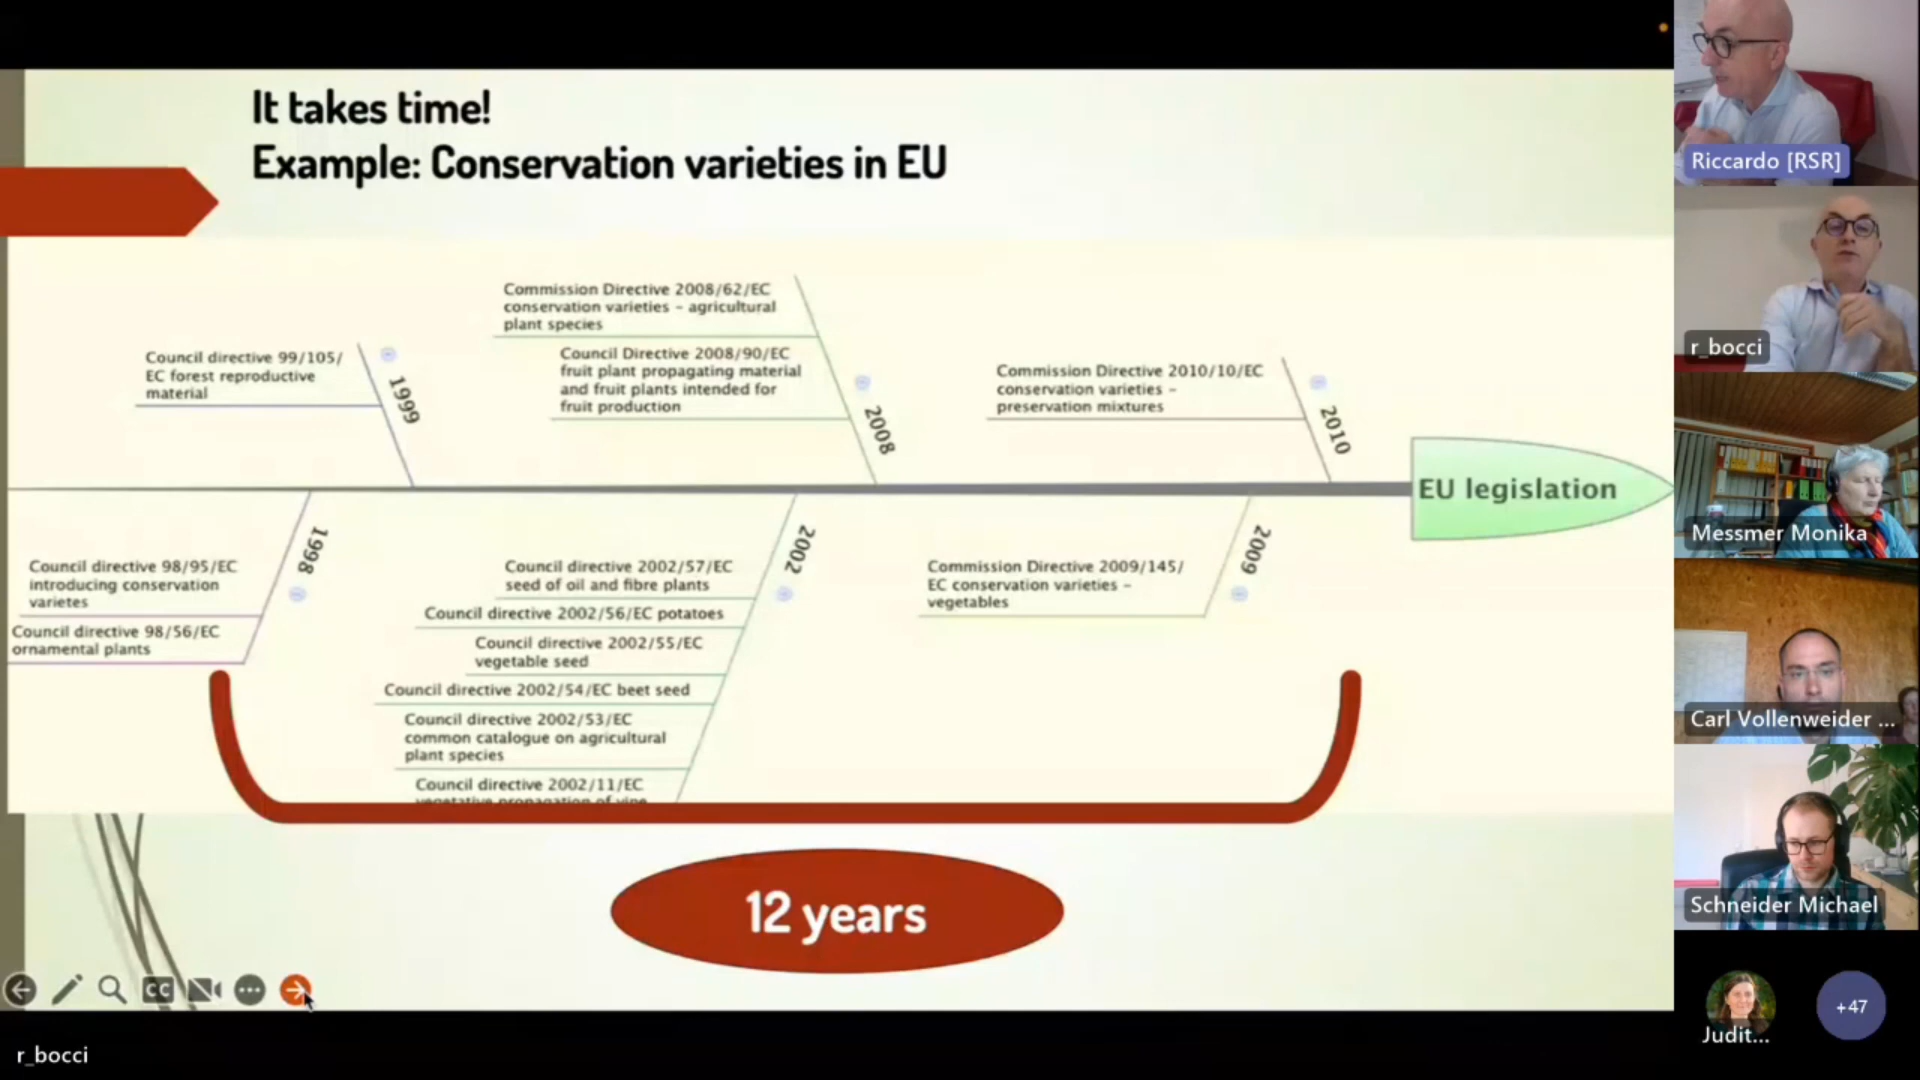 It takes time!
Example: Conservation varieties in EU
Council directive 99/105/
EC forest reproductive
material
1999
Commission Directive 2008/62/EC
conservation varieties – agricultural
plant species
Council Directive 2008/90/EC
fruit plant propagating material
and fruit plants intended for
fruit production
2008
Commission Directive 2010/10/EC
conservation varieties –
preservation mixtures
2010
EU legislation
Council directive 98/95/EC
introducing conservation
varietes
Council directive 98/56/EC
ornamental plants
1998
Council directive 2002/57/EC
seed of oil and fibre plants
Council directive 2002/56/EC potatoes
Council directive 2002/55/EC
vegetable seed
Council directive 2002/54/EC beet seed
Council directive 2002/53/EC
common catalogue on agricultural
plant species
Council directive 2002/11/EC
vegetative propagation of vine
2002
Commission Directive 2009/145/
EC conservation varieties –
vegetables
2009
12 years
CC
r_bocci
Riccardo [RSR]
r_bocci
Messmer Monika
Carl Vollenweider ...
Schneider Michael
Judit...
+47